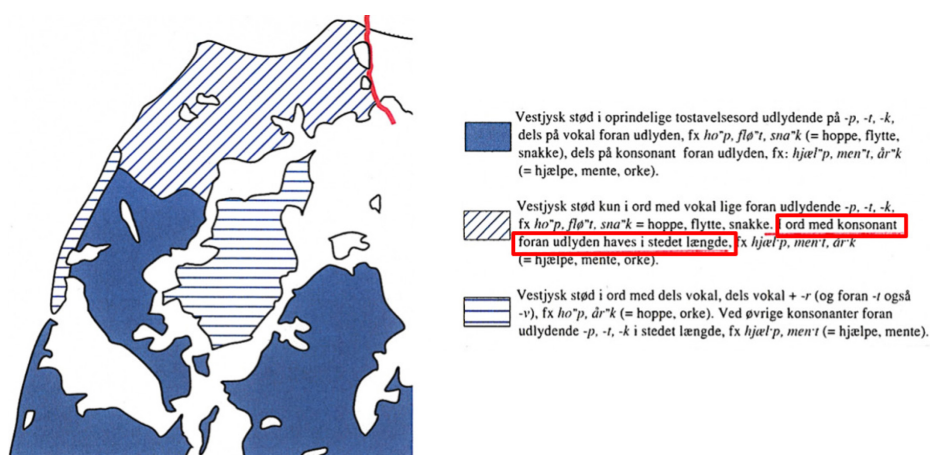 Vestjysk stød i oprindelige tostavelsesord udlydende på -p, -t, -k,
dels på vokal foran udlyden, fx ho"p, flø"t, sna"k (= hoppe, flytte,
snakke), dels på konsonant foran udlyden, fx: hjæl"p, men"t, år"k
(= hjælpe, mente, orke).
Vestjysk stød kun i ord med vokal lige foran udlydende -p, -t, -k,
fx ho"p, flø"t, sna"k = hoppe, flytte, snakke. i ord med konsonant
foran udlyden haves i stedet længde, fx hjæl·p, men·t, år·k
(= hjælpe, mente, orke).
Vestjysk stød i ord med dels vokal, dels vokal + -r (og foran -t også
-v), fx ho"p, år"k (= hoppe, orke). Ved øvrige konsonanter foran
udlydende -p, -t, -k i stedet længde, fx hjæl·p, men·t (= hjælpe, mente).